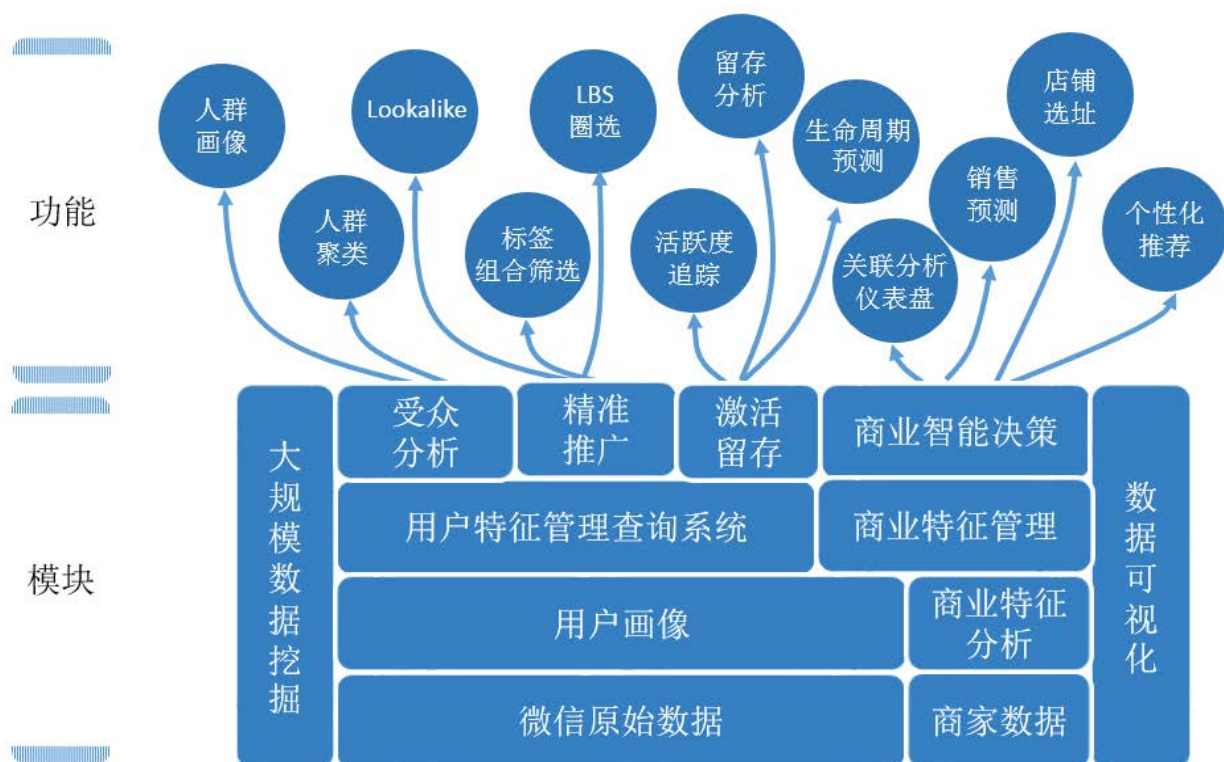 功能
人群
画像
Lookalike
LBS
圈选
留存
分析
店铺
选址
人群
聚类
标签
组合筛选
活跃度
追踪
生命周期
预测
关联分析
仪表盘
销售
预测
个性化
推荐
模块
大规模数据挖掘
受众
分析
精准
推广
激活
留存
商业智能决策
用户特征管理查询系统
商业特征管理
用户画像
商业特征
分析
微信原始数据
商家数据
数据可视化